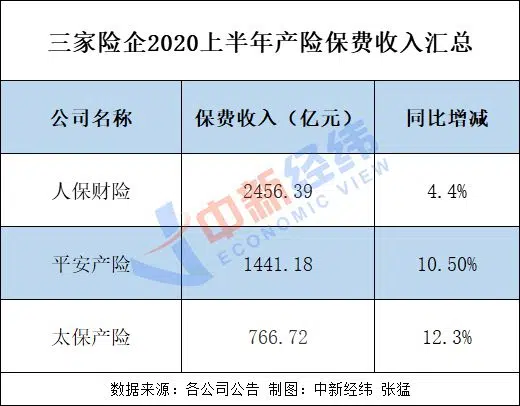 三家险企2020上半年产险保费收入汇总
公司名称 保费收入（亿元） 同比增减
人保财险 2456.39 4.4%
平安产险 1441.18 10.50%
太保产险 766.72 12.3%
中新经纬
ECONOMIC VIEW
数据来源：各公司公告 制图：中新经纬 张猛